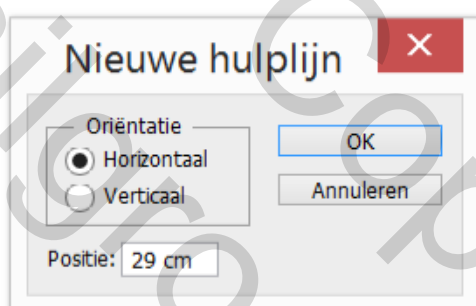 Nieuwe hulplijn
Oriëntatie
Horizontaal
Verticaal
OK
Annuleren
Positie: 29 cm